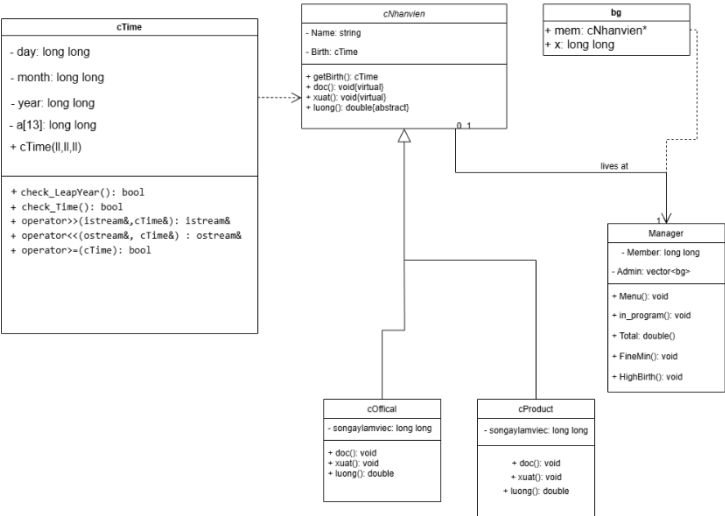 cTime
- day: long long
- month: long long
- year: long long
- a[13]: long long
+ cTime(ll,ll,ll)
+ check_LeapYear(): bool
+ check_Time(): bool
+ operator>>(istream&,cTime&): istream&
+ operator<<(ostream&, cTime&) : ostream&
+ operator>=(cTime): bool
cNhanvien
- Name: string
- Birth: cTime
+ getBirth(): cTime
+ doc(): void{virtual}
+ xuat(): void{virtual}
+ luong(): double{abstract}
bg
+ mem: cNhanvien*
+ x: long long
0..1
lives at
1
Manager
- Member: long long
- Admin: vector<bg>
+ Menu(): void
+ in_program(): void
+ Total: double()
+ FineMin(): void
+ HighBirth(): void
cOffical
- songaylamviec: long long
+ doc(): void
+ xuat(): void
+ luong(): double
cProduct
- songaylamviec: long long
+ doc(): void
+ xuat(): void
+ luong(): double